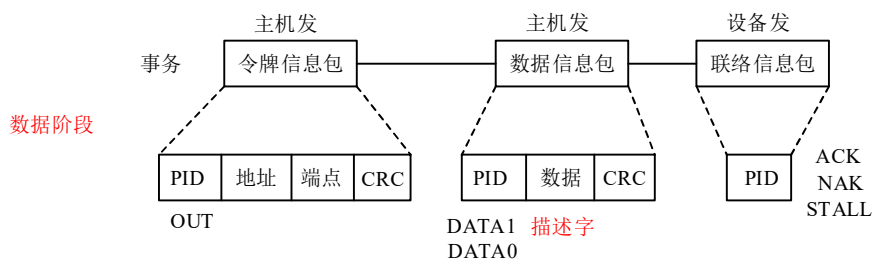 主机发 主机发 设备发
事务 令牌信息包 数据信息包 联络信息包
数据阶段
PID 地址 端点 CRC PID 数据 CRC PID ACK
NAK
STALL
OUT DATA1 描述字
DATA0